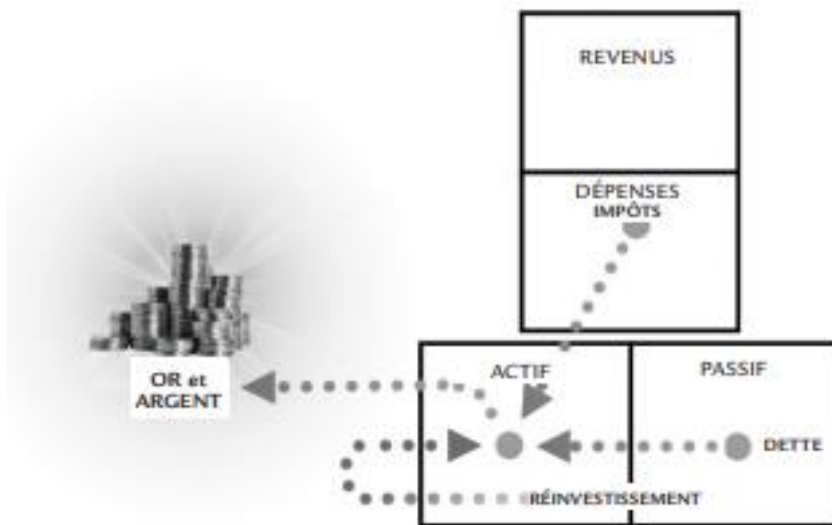 REVENUS
DÉPENSES
IMPÔTS
OR et
ARGENT
ACTIF
PASSIF
DETTE
RÉINVESTISSEMENT